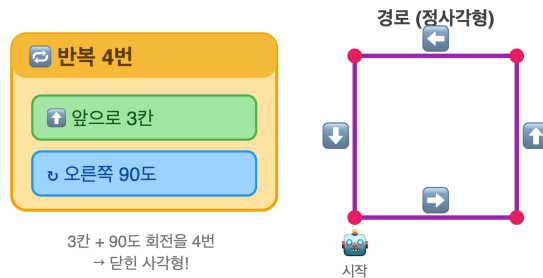 🔁 반복 4번
⬆️ 앞으로 3칸
↻ 오른쪽 90도
3칸 + 90도 회전을 4번
→ 닫힌 사각형!
경로 (정사각형)
시작